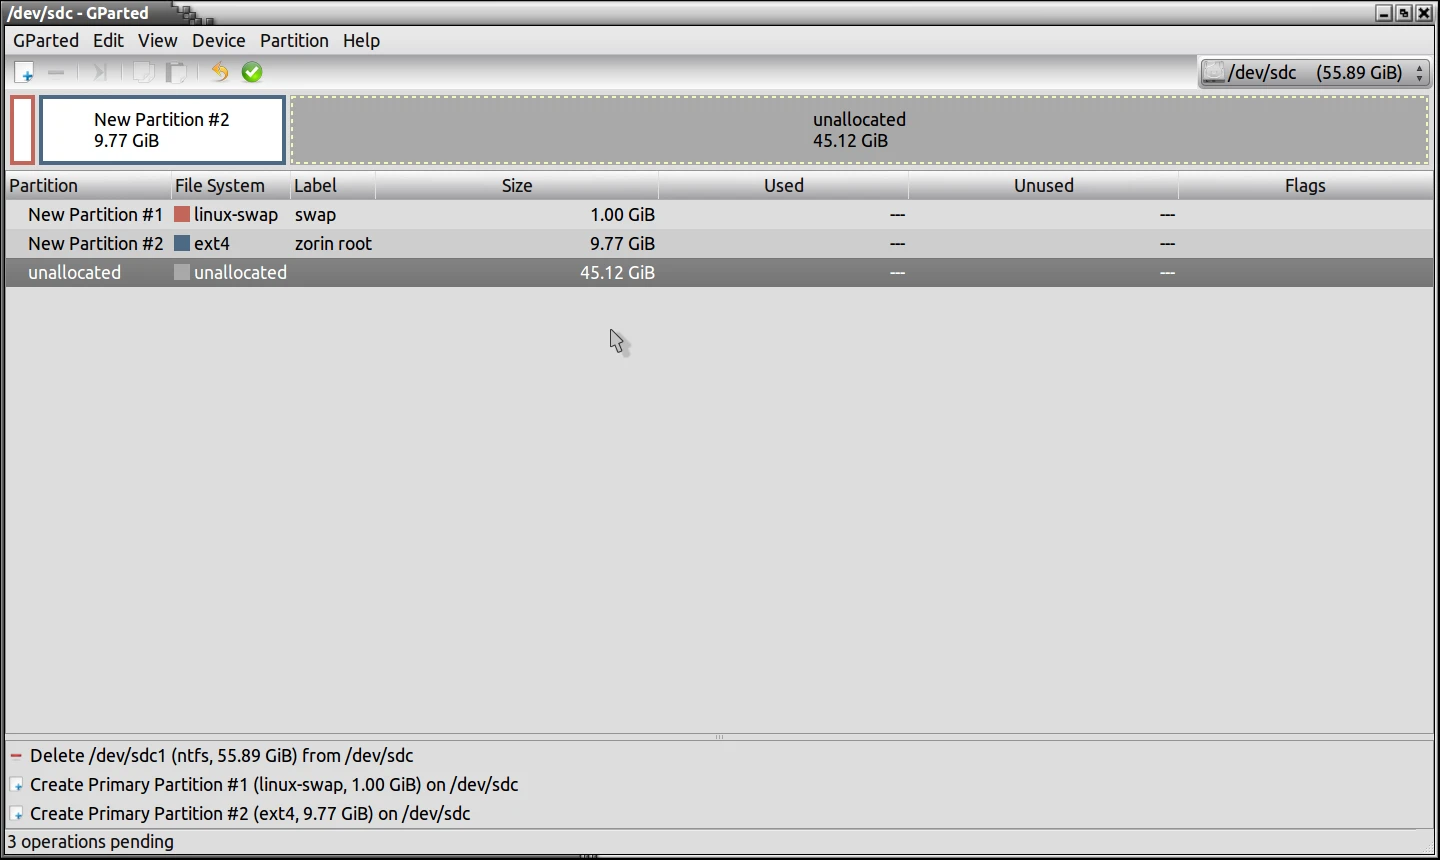 /dev/sdc - GParted
GParted Edit View Device Partition Help
/dev/sdc (55.89 GiB)
New Partition #2
9.77 GiB
unallocated
45.12 GiB
Partition File System Label Size Used Unused Flags
New Partition #1 linux-swap swap 1.00 GiB --- ---
New Partition #2 ext4 zorin root 9.77 GiB --- ---
unallocated unallocated 45.12 GiB --- ---
Delete /dev/sdc1 (ntfs, 55.89 GiB) from /dev/sdc
Create Primary Partition #1 (linux-swap, 1.00 GiB) on /dev/sdc
Create Primary Partition #2 (ext4, 9.77 GiB) on /dev/sdc
3 operations pending